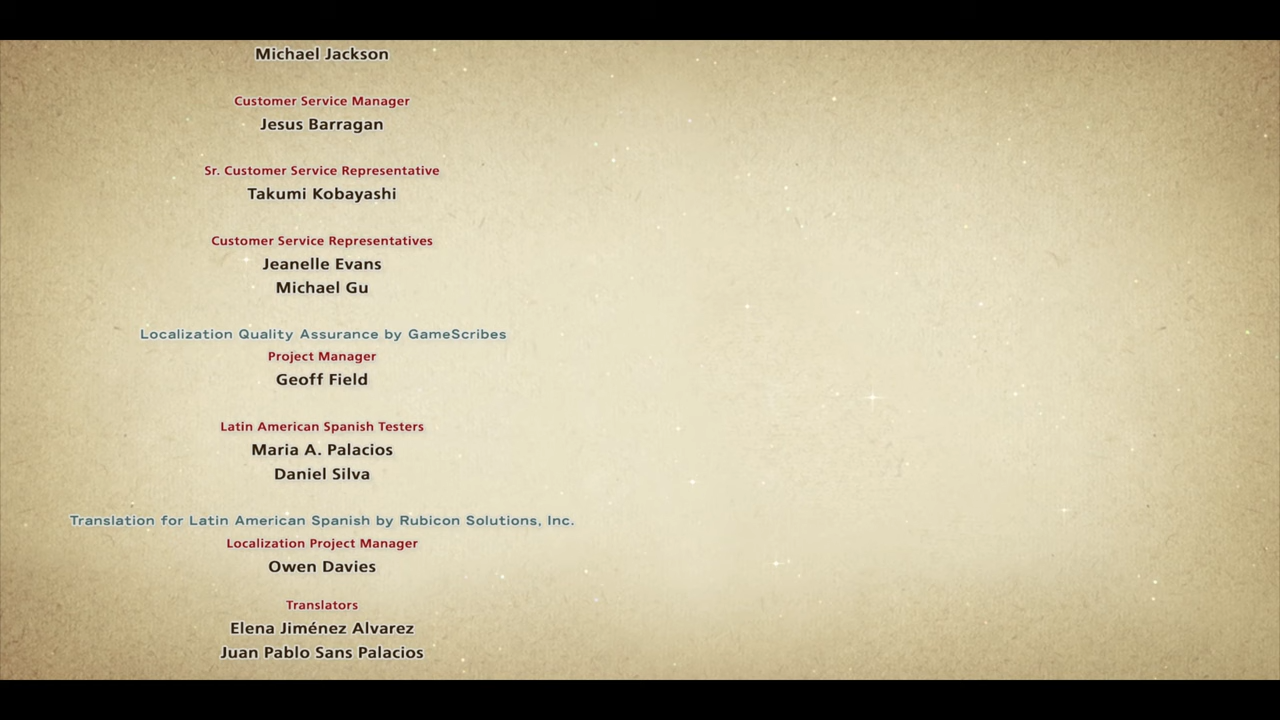 Michael Jackson
Customer Service Manager
Jesus Barragan
Sr. Customer Service Representative
Takumi Kobayashi
Customer Service Representatives
Jeanelle Evans
Michael Gu
Localization Quality Assurance by GameScribes
Project Manager
Geoff Field
Latin American Spanish Testers
Maria A. Palacios
Daniel Silva
Translation for Latin American Spanish by Rubicon Solutions, Inc.
Localization Project Manager
Owen Davies
Translators
Elena Jiménez Alvarez
Juan Pablo Sans Palacios